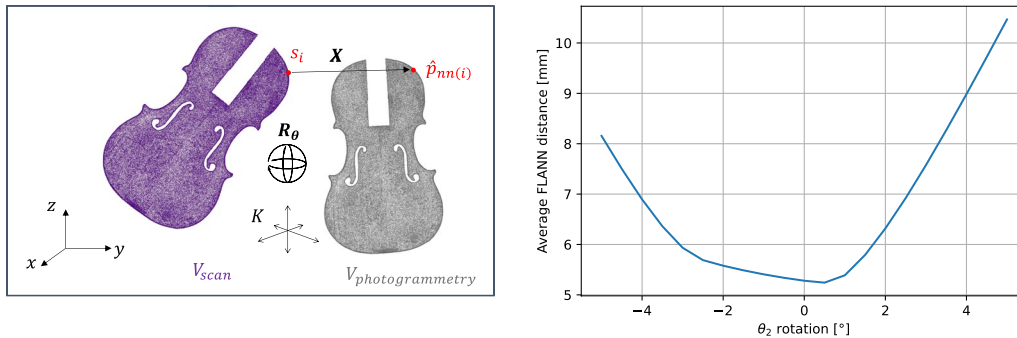 s_i
X
p̂_nn(i)
R_θ
K
z
y
x
V_scan
V_photogrammetry
Average FLANN distance [mm]
10
9
8
7
6
5
−4 −2 0 2 4
θ_2 rotation [°]